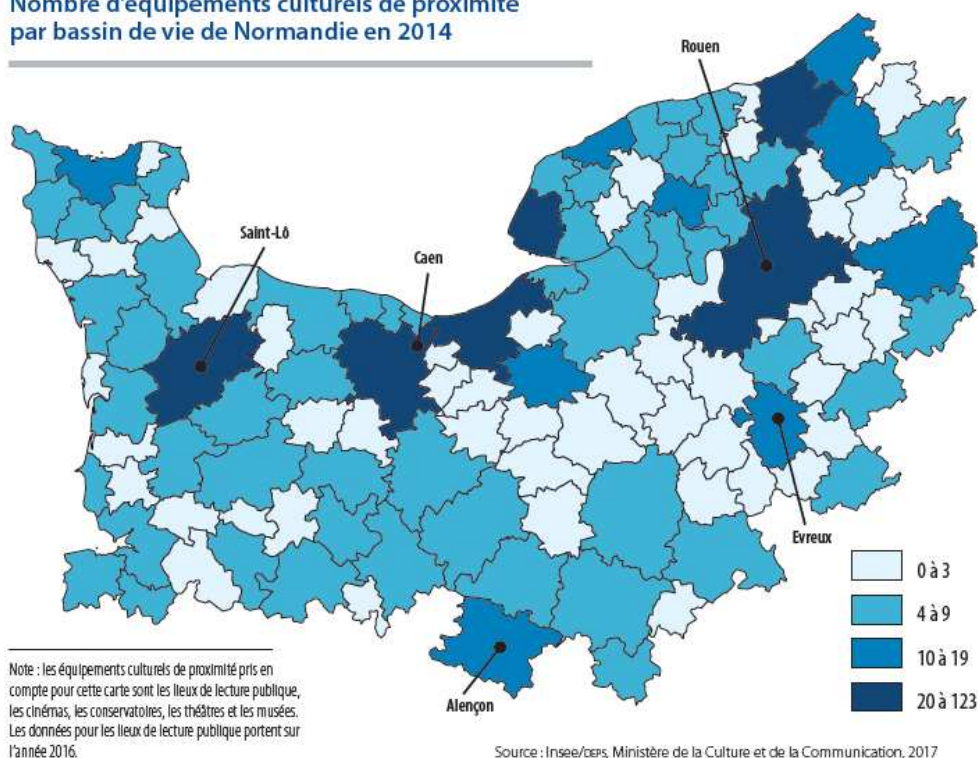 Nombre d'équipements culturels de proximité
par bassin de vie de Normandie en 2014
Rouen
Saint-Lô
Caen
Evreux
Alençon
0 à 3
4 à 9
10 à 19
20 à 123
Note : les équipements culturels de proximité pris en
compte pour cette carte sont les lieux de lecture publique,
les cinémas, les conservatoires, les théâtres et les musées.
Les données pour les lieux de lecture publique portent sur
l'année 2016.
Source : Insee/DEPS, Ministère de la Culture et de la Communication, 2017